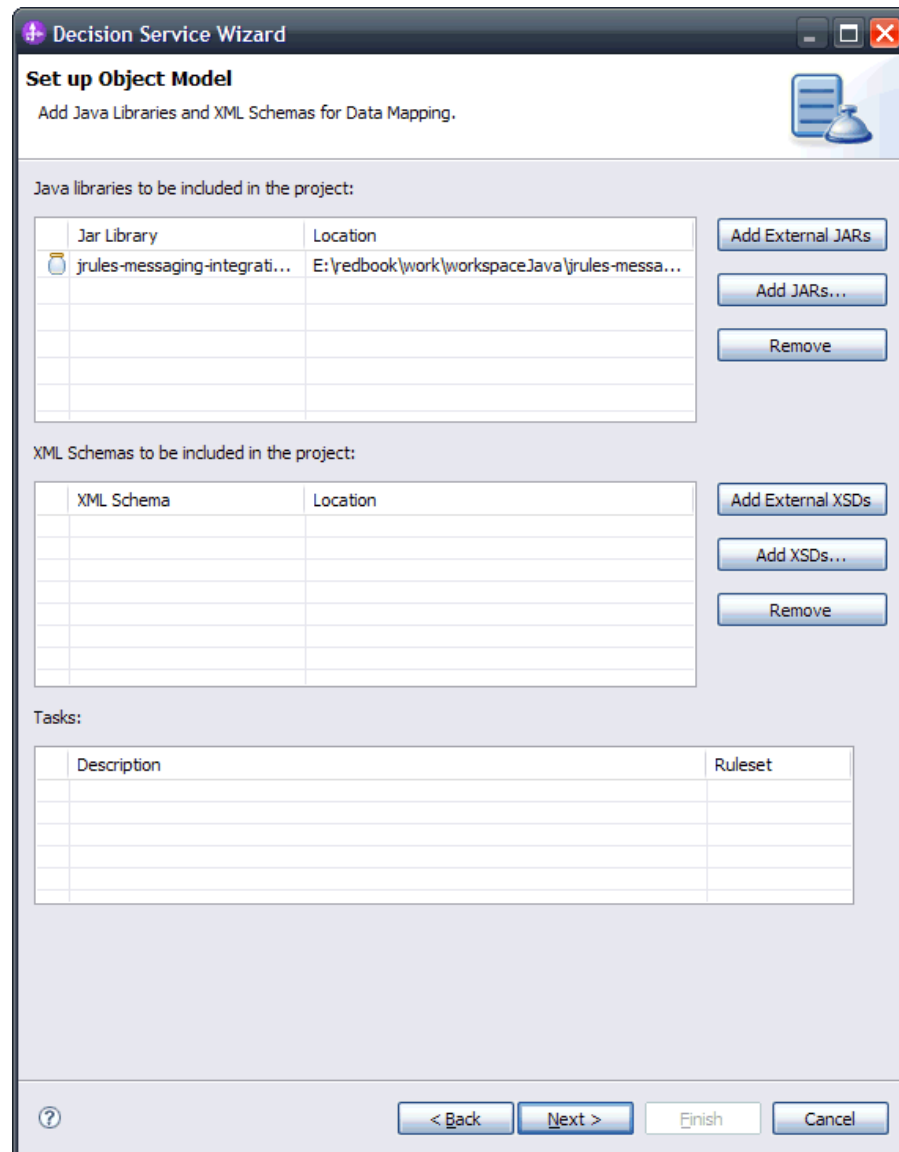 Decision Service Wizard
Set up Object Model
Add Java Libraries and XML Schemas for Data Mapping.
Java libraries to be included in the project:
Jar Library Location Add External JARs
jrules-messaging-integrati... E:\redbook\work\workspaceJava\jrules-messa...
Add JARs...
Remove
XML Schemas to be included in the project:
XML Schema Location Add External XSDs
Add XSDs...
Remove
Tasks:
Description Ruleset
? < Back Next > Finish Cancel